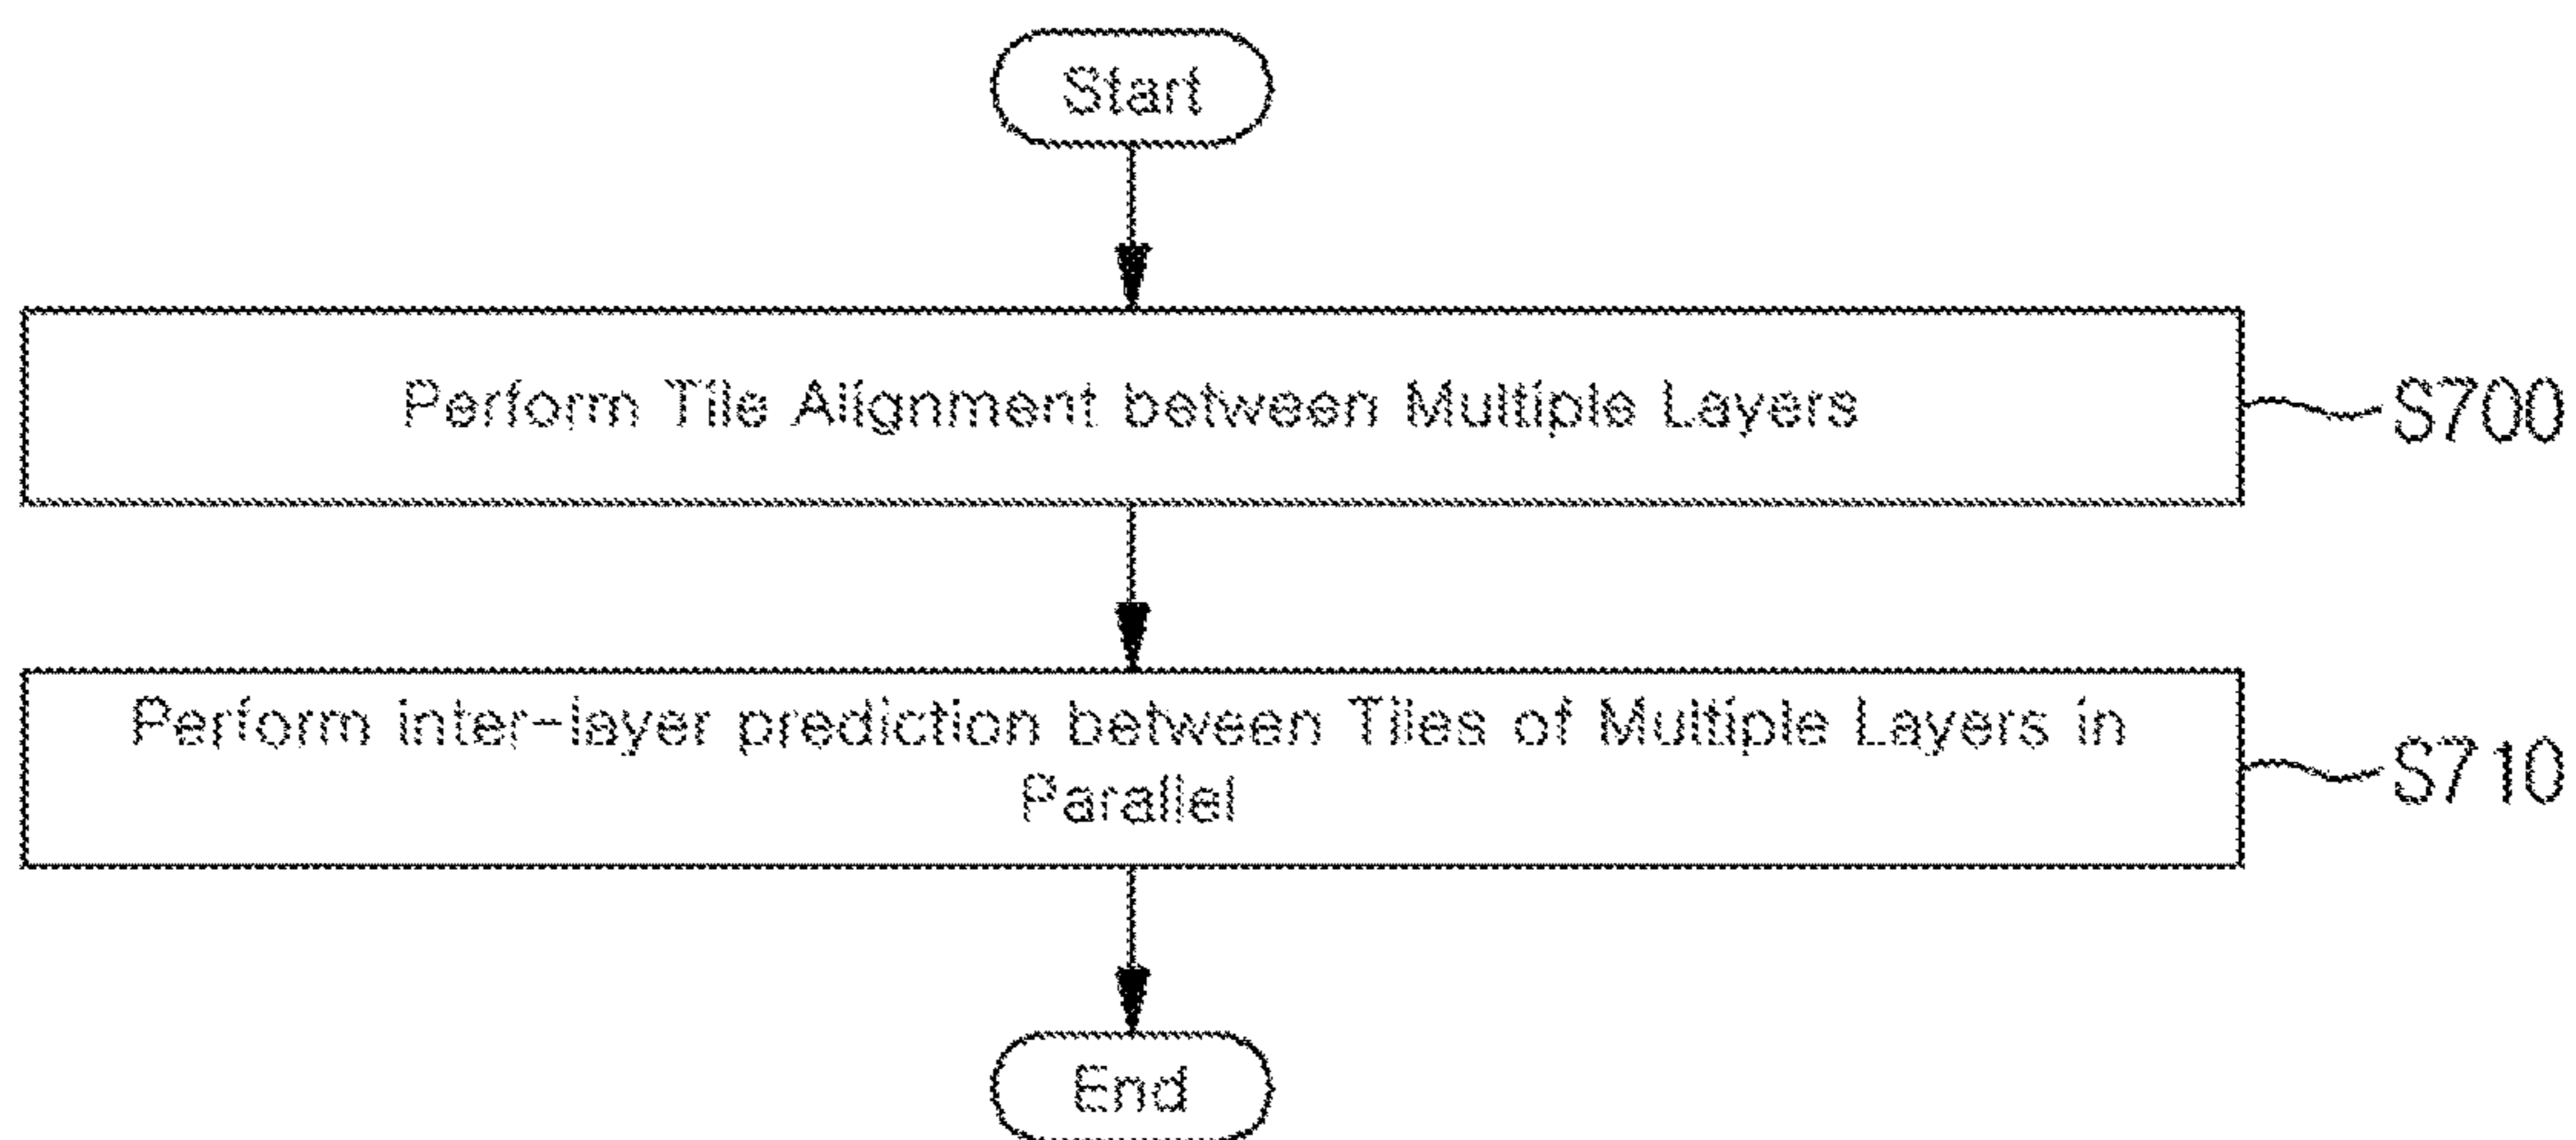 Start
Perform Tile Alignment between Multiple Layers
S700
Perform inter-layer prediction between Tiles of Multiple Layers in
Parallel
S710
End